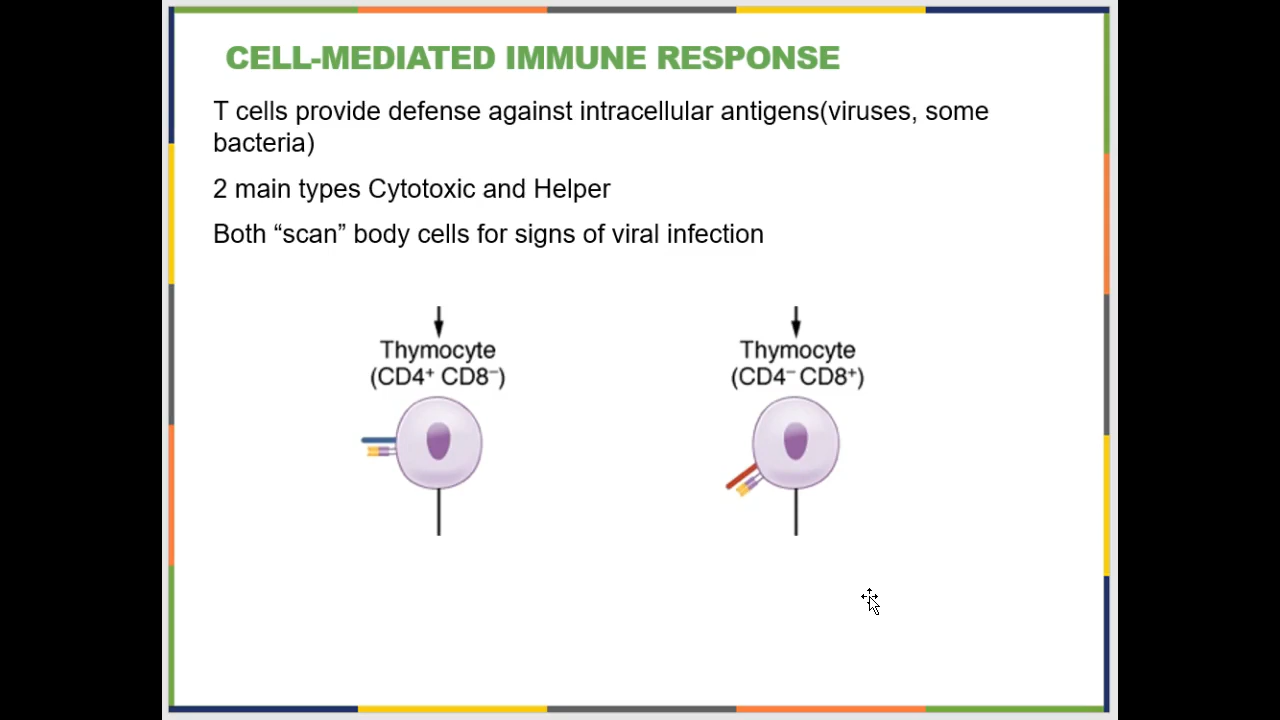 CELL-MEDIATED IMMUNE RESPONSE
T cells provide defense against intracellular antigens(viruses, some
bacteria)
2 main types Cytotoxic and Helper
Both “scan” body cells for signs of viral infection
Thymocyte
(CD4⁺ CD8⁻)
Thymocyte
(CD4⁻ CD8⁺)